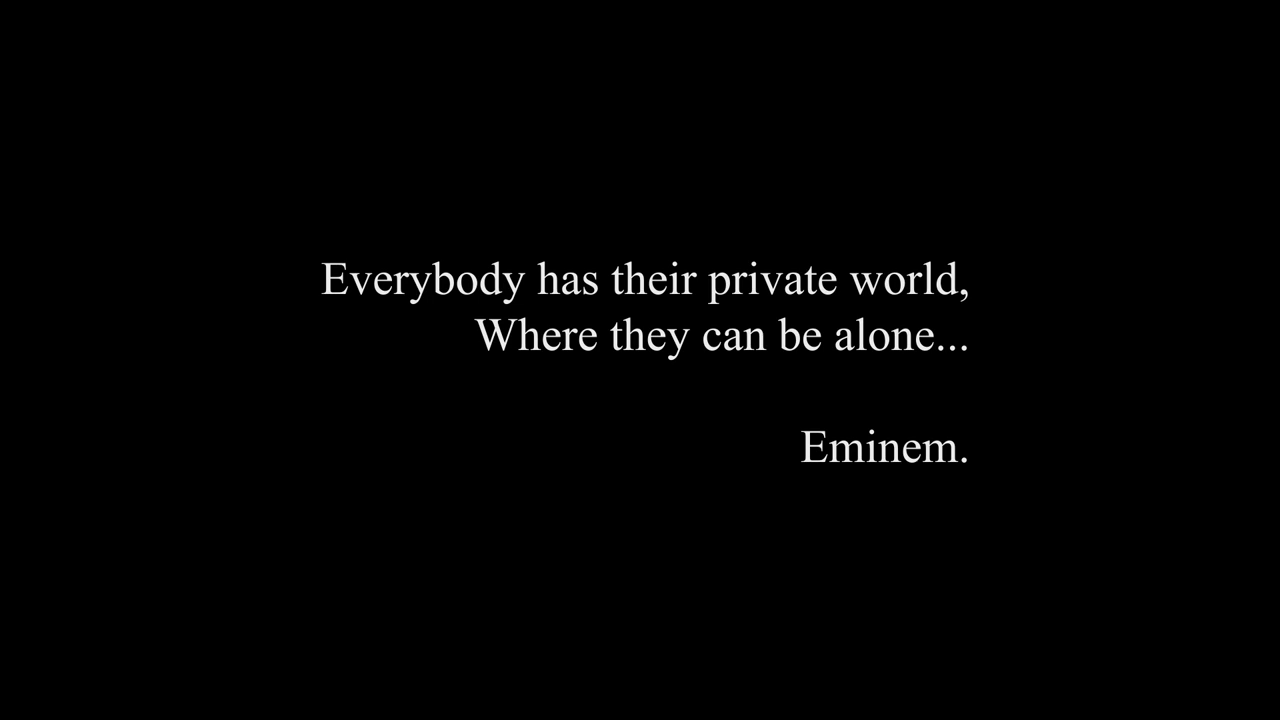 Everybody has their private world,
Where they can be alone...
Eminem.